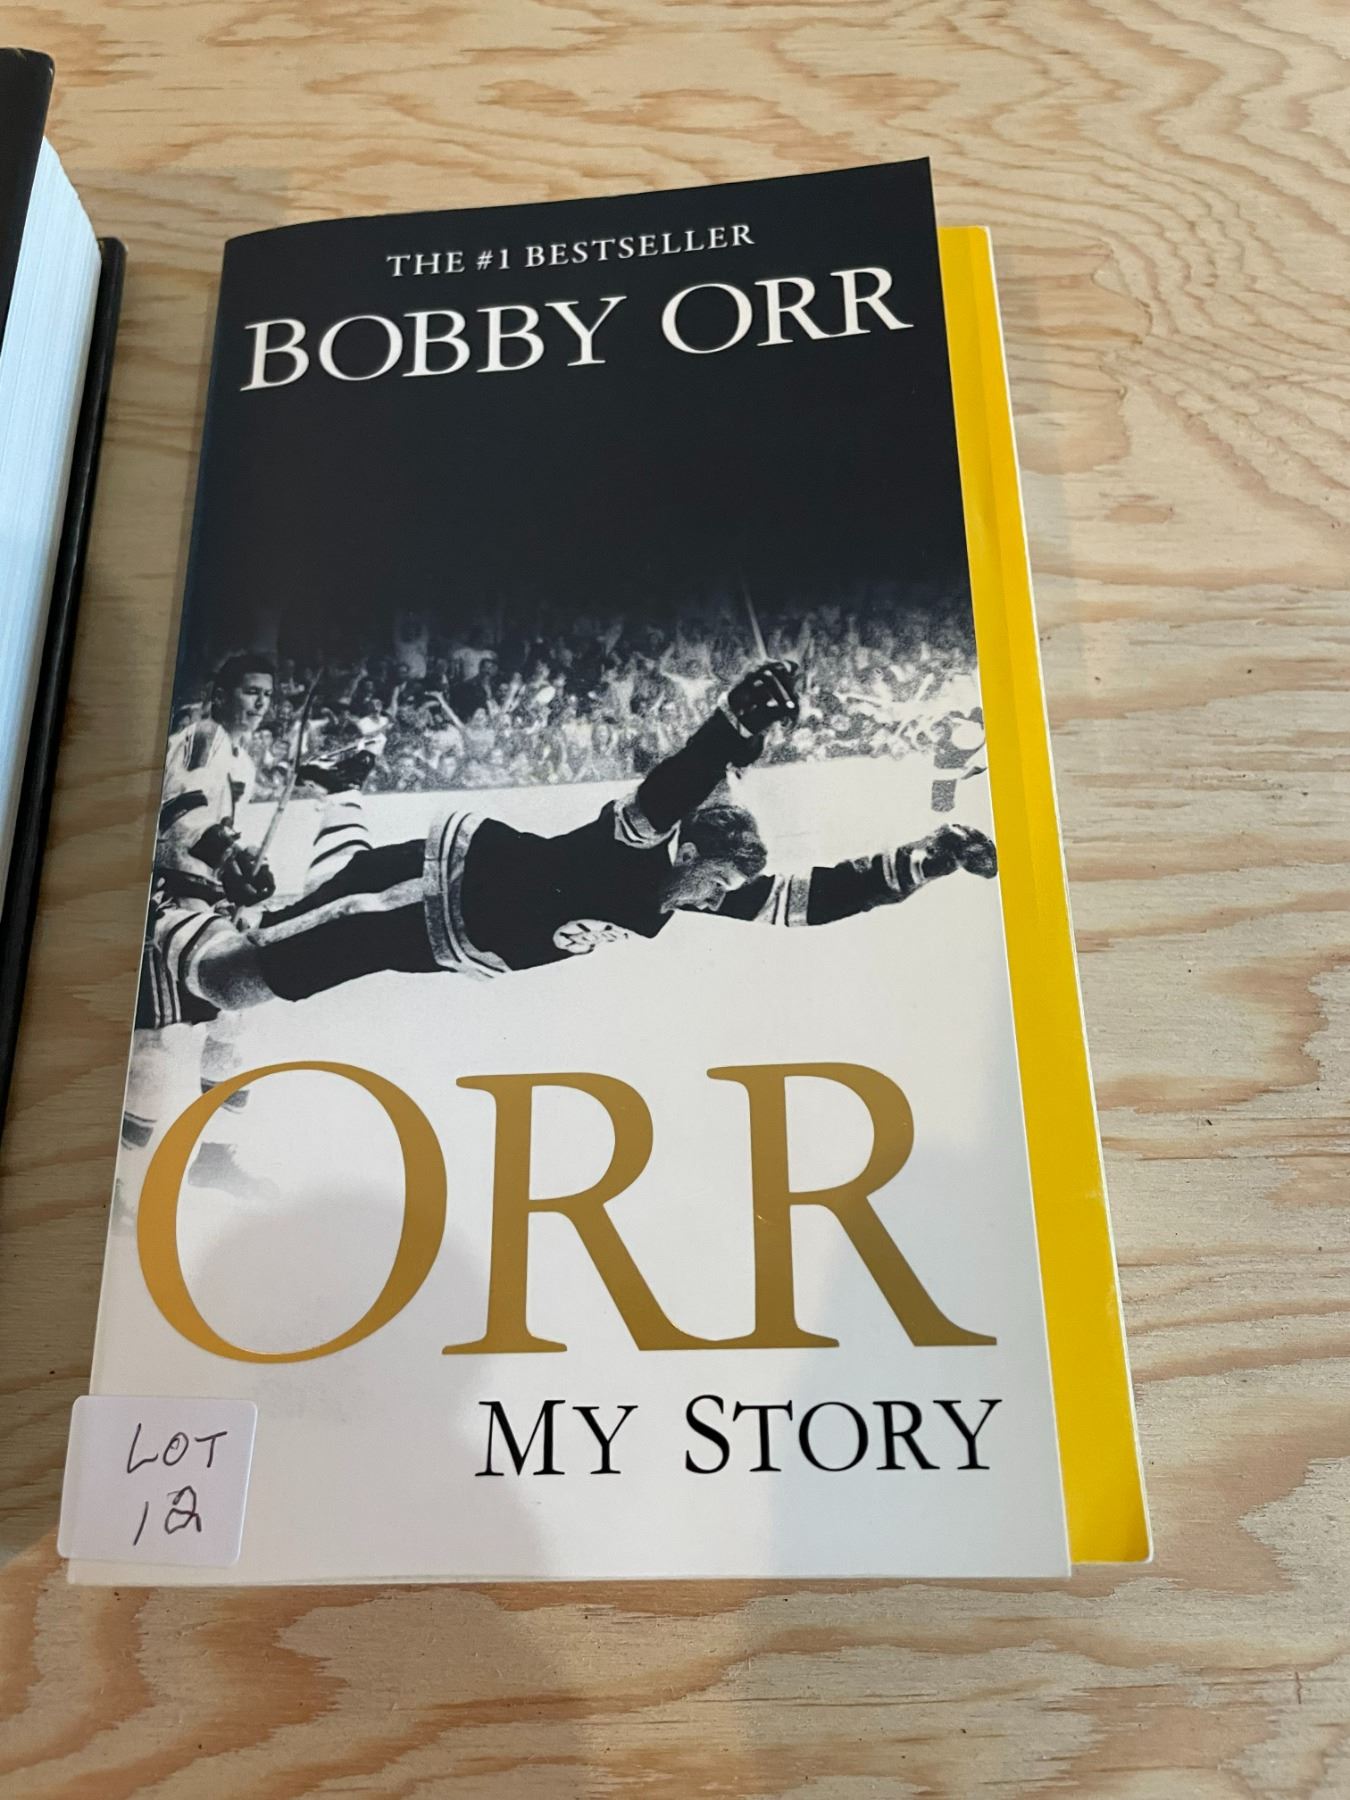 THE #1 BESTSELLER
BOBBY ORR
ORR
MY STORY
LOT
12